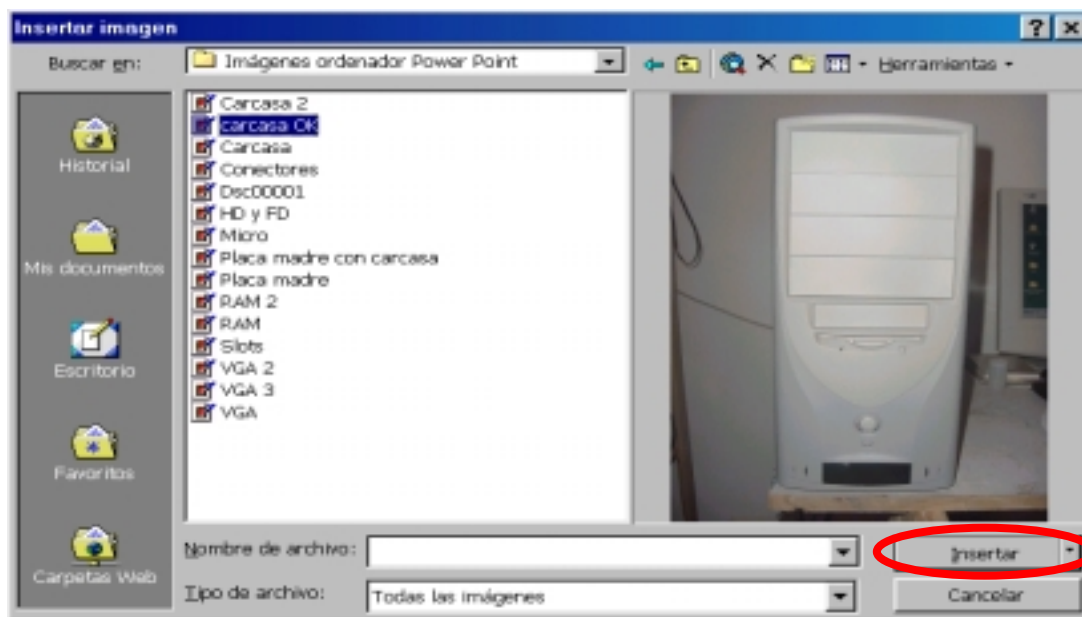 Insertar imagen
Buscar en:
Imágenes ordenador Power Point
Herramientas
Historial
Mis documentos
Escritorio
Favoritos
Carpetas Web
Carcasa 2
carcasa OK
Carcasa
Conectores
Dsc00001
HD y FD
Micro
Placa madre con carcasa
Placa madre
RAM 2
RAM
Slots
VGA 2
VGA 3
VGA
Nombre de archivo:
Insertar
Tipo de archivo:
Todas las imágenes
Cancelar